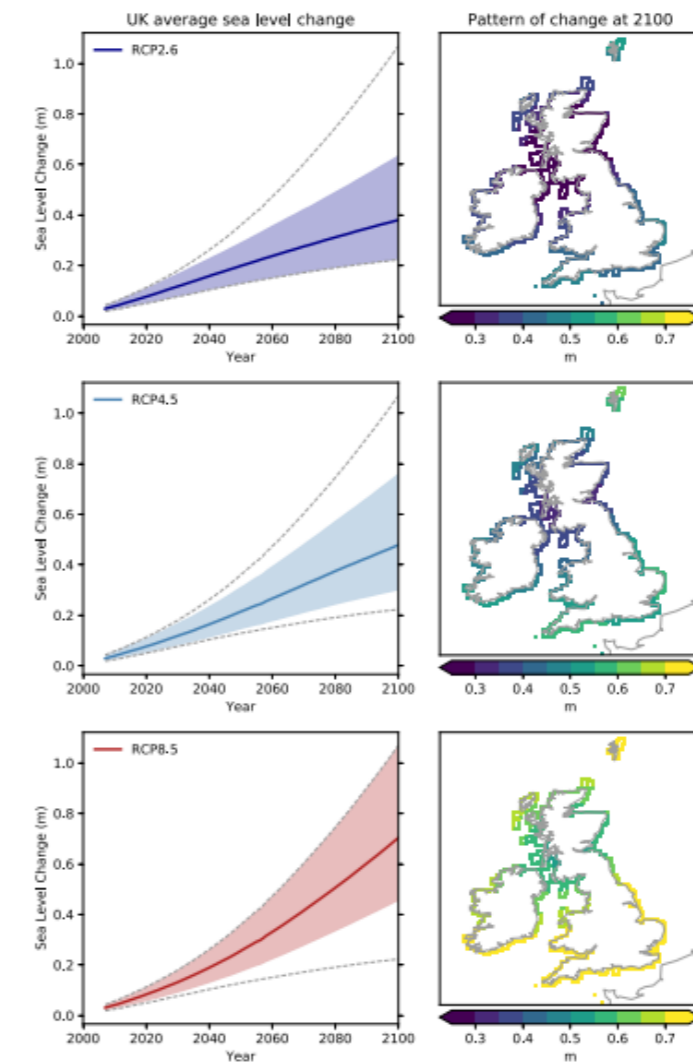 UK average sea level change
Pattern of change at 2100
RCP2.6
Sea Level Change (m)
1.0
0.8
0.6
0.4
0.2
0.0
2000 2020 2040 2060 2080 2100
Year
0.3 0.4 0.5 0.6 0.7
m
RCP4.5
Sea Level Change (m)
1.0
0.8
0.6
0.4
0.2
0.0
2000 2020 2040 2060 2080 2100
Year
0.3 0.4 0.5 0.6 0.7
m
RCP8.5
Sea Level Change (m)
1.0
0.8
0.6
0.4
0.2
0.0
2000 2020 2040 2060 2080 2100
Year
0.3 0.4 0.5 0.6 0.7
m